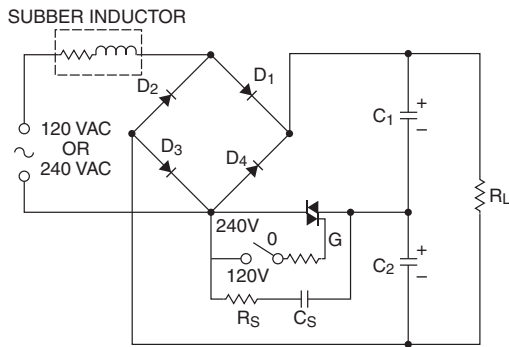 SUBBER INDUCTOR
D2
D1
D3
D4
120 VAC
OR
240 VAC
C1
+
–
RL
240V
0
G
120V
C2
+
–
RS
CS